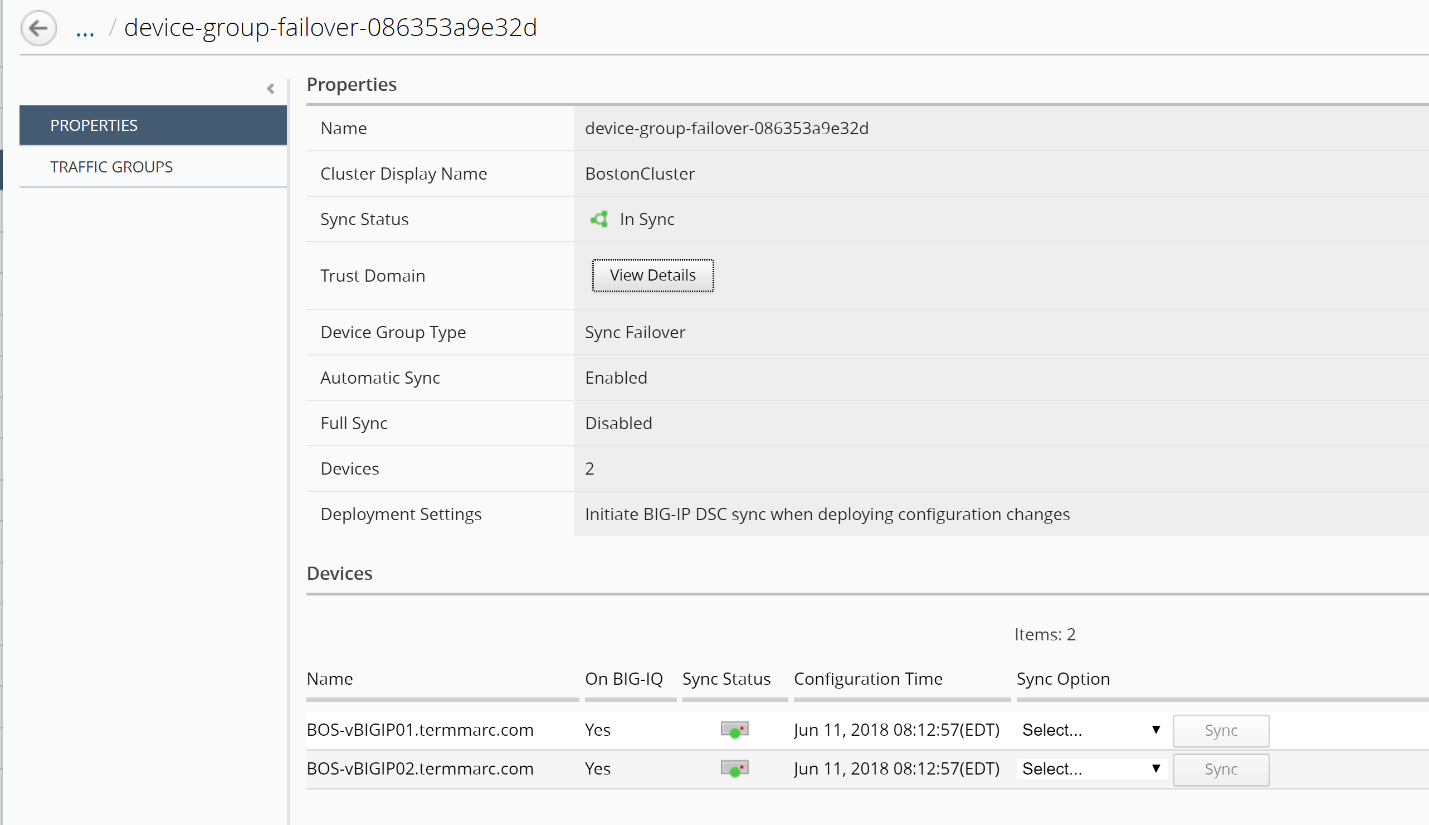 ... / device-group-failover-086353a9e32d
PROPERTIES
TRAFFIC GROUPS
Properties
Name device-group-failover-086353a9e32d
Cluster Display Name BostonCluster
Sync Status In Sync
Trust Domain View Details
Device Group Type Sync Failover
Automatic Sync Enabled
Full Sync Disabled
Devices 2
Deployment Settings Initiate BIG-IP DSC sync when deploying configuration changes
Devices
Items: 2
Name On BIG-IQ Sync Status Configuration Time Sync Option
BOS-vBIGIP01.termmarc.com Yes Jun 11, 2018 08:12:57(EDT) Select... Sync
BOS-vBIGIP02.termmarc.com Yes Jun 11, 2018 08:12:57(EDT) Select... Sync